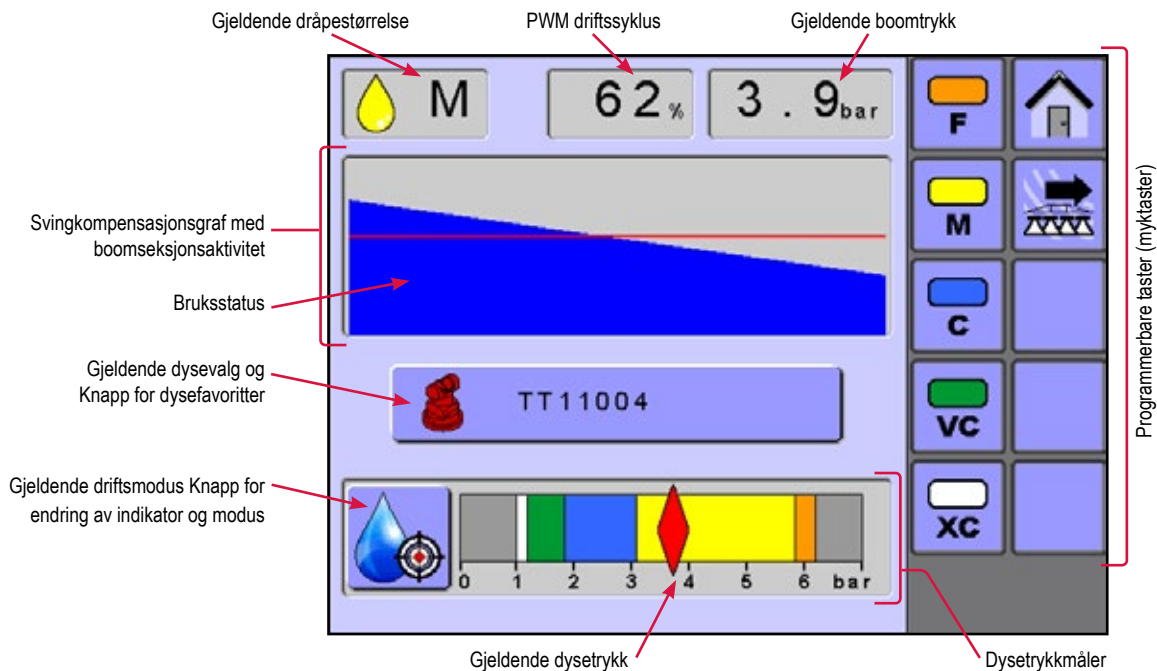 Gjeldende dråpestørrelse
PWM driftssyklus
Gjeldende boomtrykk
M
62%
3.9bar
F
M
C
VC
XC
Programmerbare taster (myktaster)
Svingkompensasjonsgraf med
boomseksjonsaktivitet
Bruksstatus
Gjeldende dysevalg og
Knapp for dysefavoritter
TT11004
Gjeldende driftsmodus Knapp for
endring av indikator og modus
0 1 2 3 4 5 6 bar
Gjeldende dysetrykk
Dysetrykkmåler